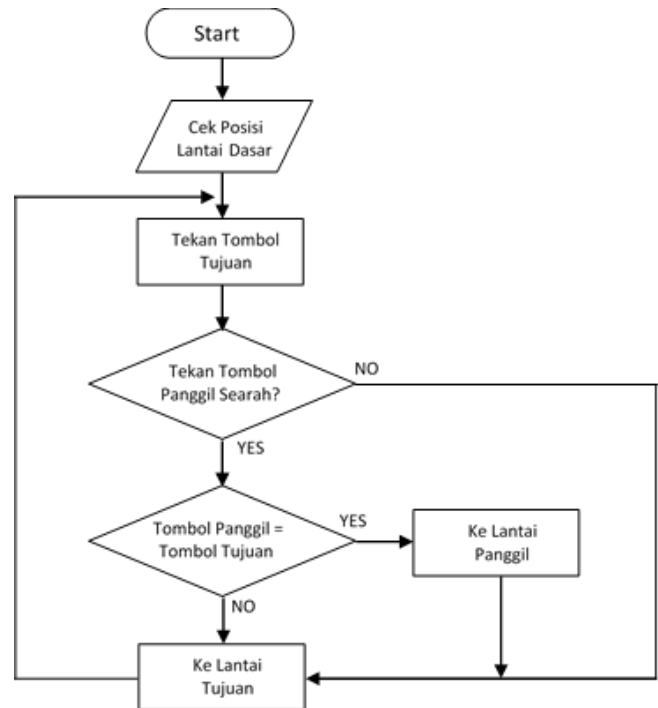 Start
Cek Posisi
Lantai Dasar
Tekan Tombol
Tujuan
Tekan Tombol
Panggil Searah?
NO
YES
Tombol Panggil =
Tombol Tujuan
YES
Ke Lantai
Panggil
NO
Ke Lantai
Tujuan